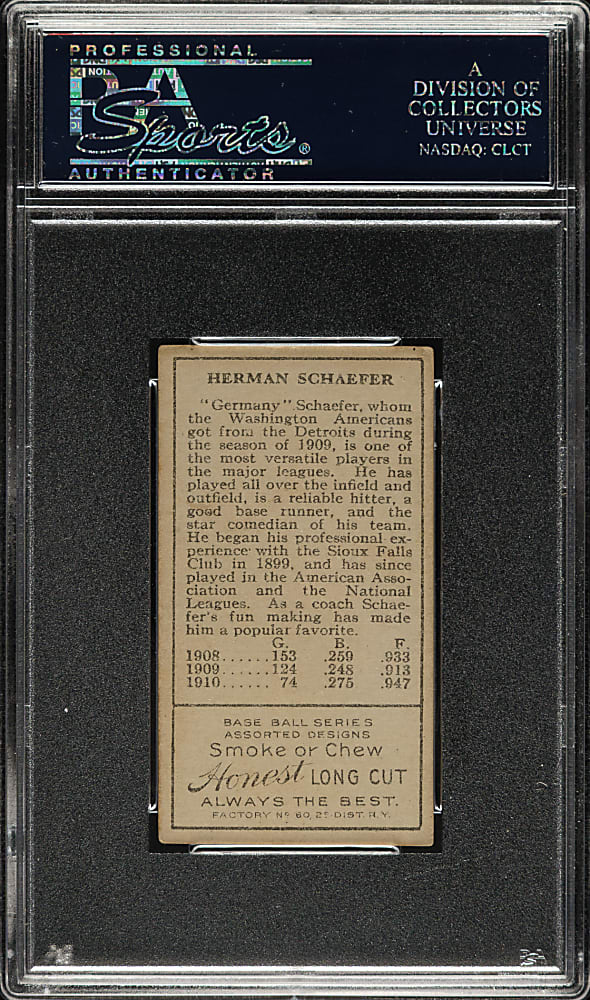 PROFESSIONAL
PSA
Sports®
AUTHENTICATOR
A
DIVISION OF
COLLECTORS
UNIVERSE
NASDAQ: CLCT
HERMAN SCHAEFER
"Germany" Schaefer, whom
the Washington Americans
got from the Detroits during
the season of 1909, is one of
the most versatile players in
the major leagues. He has
played all over the infield and
outfield, is a reliable hitter, a
good base runner, and the
star comedian of his team.
He began his professional ex-
perience with the Sioux Falls
Club in 1899, and has since
played in the American Asso-
ciation and the National
Leagues. As a coach Schae-
fer's fun making has made
him a popular favorite.
G. B. F.
1908......153 .259 .933
1909......124 .248 .913
1910...... 74 .275 .947
BASE BALL SERIES
ASSORTED DESIGNS
Smoke or Chew
Honest LONG CUT
ALWAYS THE BEST.
FACTORY Nº 60, 2ᴰ DIST. N.Y.